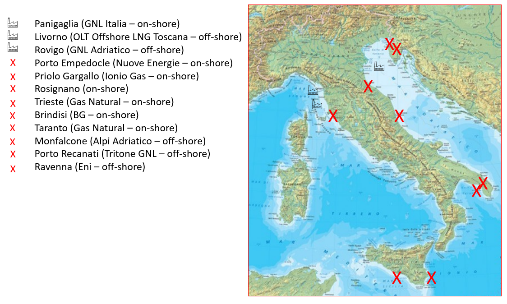 Panigaglia (GNL Italia – on-shore)
Livorno (OLT Offshore LNG Toscana – off-shore)
Rovigo (GNL Adriatico – off-shore)
X Porto Empedocle (Nuove Energie – on-shore)
X Priolo Gargallo (Ionio Gas – on-shore)
X Rosignano (on-shore)
X Trieste (Gas Natural – on-shore)
X Brindisi (BG – on-shore)
X Taranto (Gas Natural – on-shore)
X Monfalcone (Alpi Adriatico – off-shore)
X Porto Recanati (Tritone GNL – off-shore)
X Ravenna (Eni – off-shore)